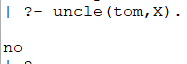 | ?- uncle(tom,X).
no